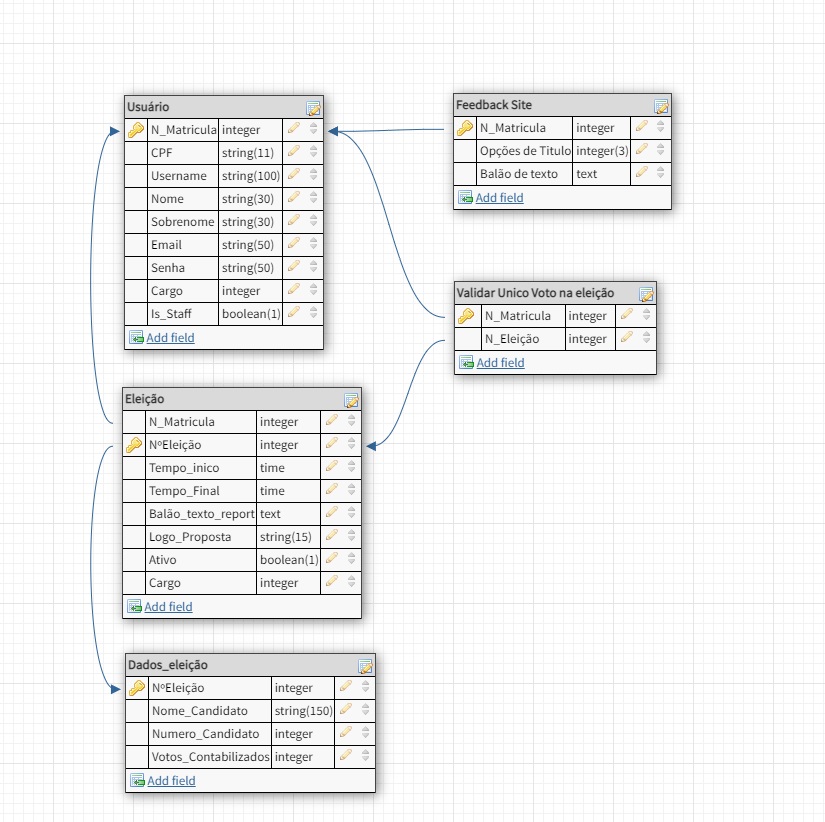 Usuário
N_Matricula integer
CPF string(11)
Username string(100)
Nome string(30)
Sobrenome string(30)
Email string(50)
Senha string(50)
Cargo integer
Is_Staff boolean(1)
Add field
Feedback Site
N_Matricula integer
Opções de Titulo integer(3)
Balão de texto text
Add field
Validar Unico Voto na eleição
N_Matricula integer
N_Eleição integer
Add field
Eleição
N_Matricula integer
NºEleição integer
Tempo_inico time
Tempo_Final time
Balão_texto_report text
Logo_Proposta string(15)
Ativo boolean(1)
Cargo integer
Add field
Dados_eleição
NºEleição integer
Nome_Candidato string(150)
Numero_Candidato integer
Votos_Contabilizados integer
Add field